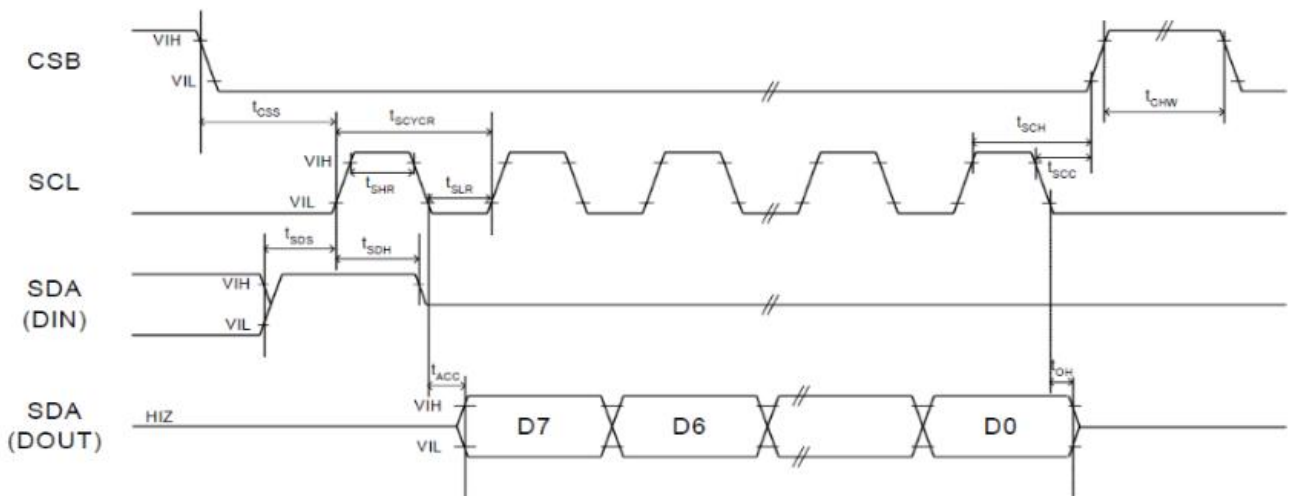 CSB
VIH
VIL
tCSS
tSCYCR
tSCH
tCHW
SCL
VIH
VIL
tSHR
tSLR
tSCC
SDA
(DIN)
VIH
VIL
tSDS
tSDH
SDA
(DOUT)
HIZ
tACC
VIH
VIL
D7
D6
D0
tOH